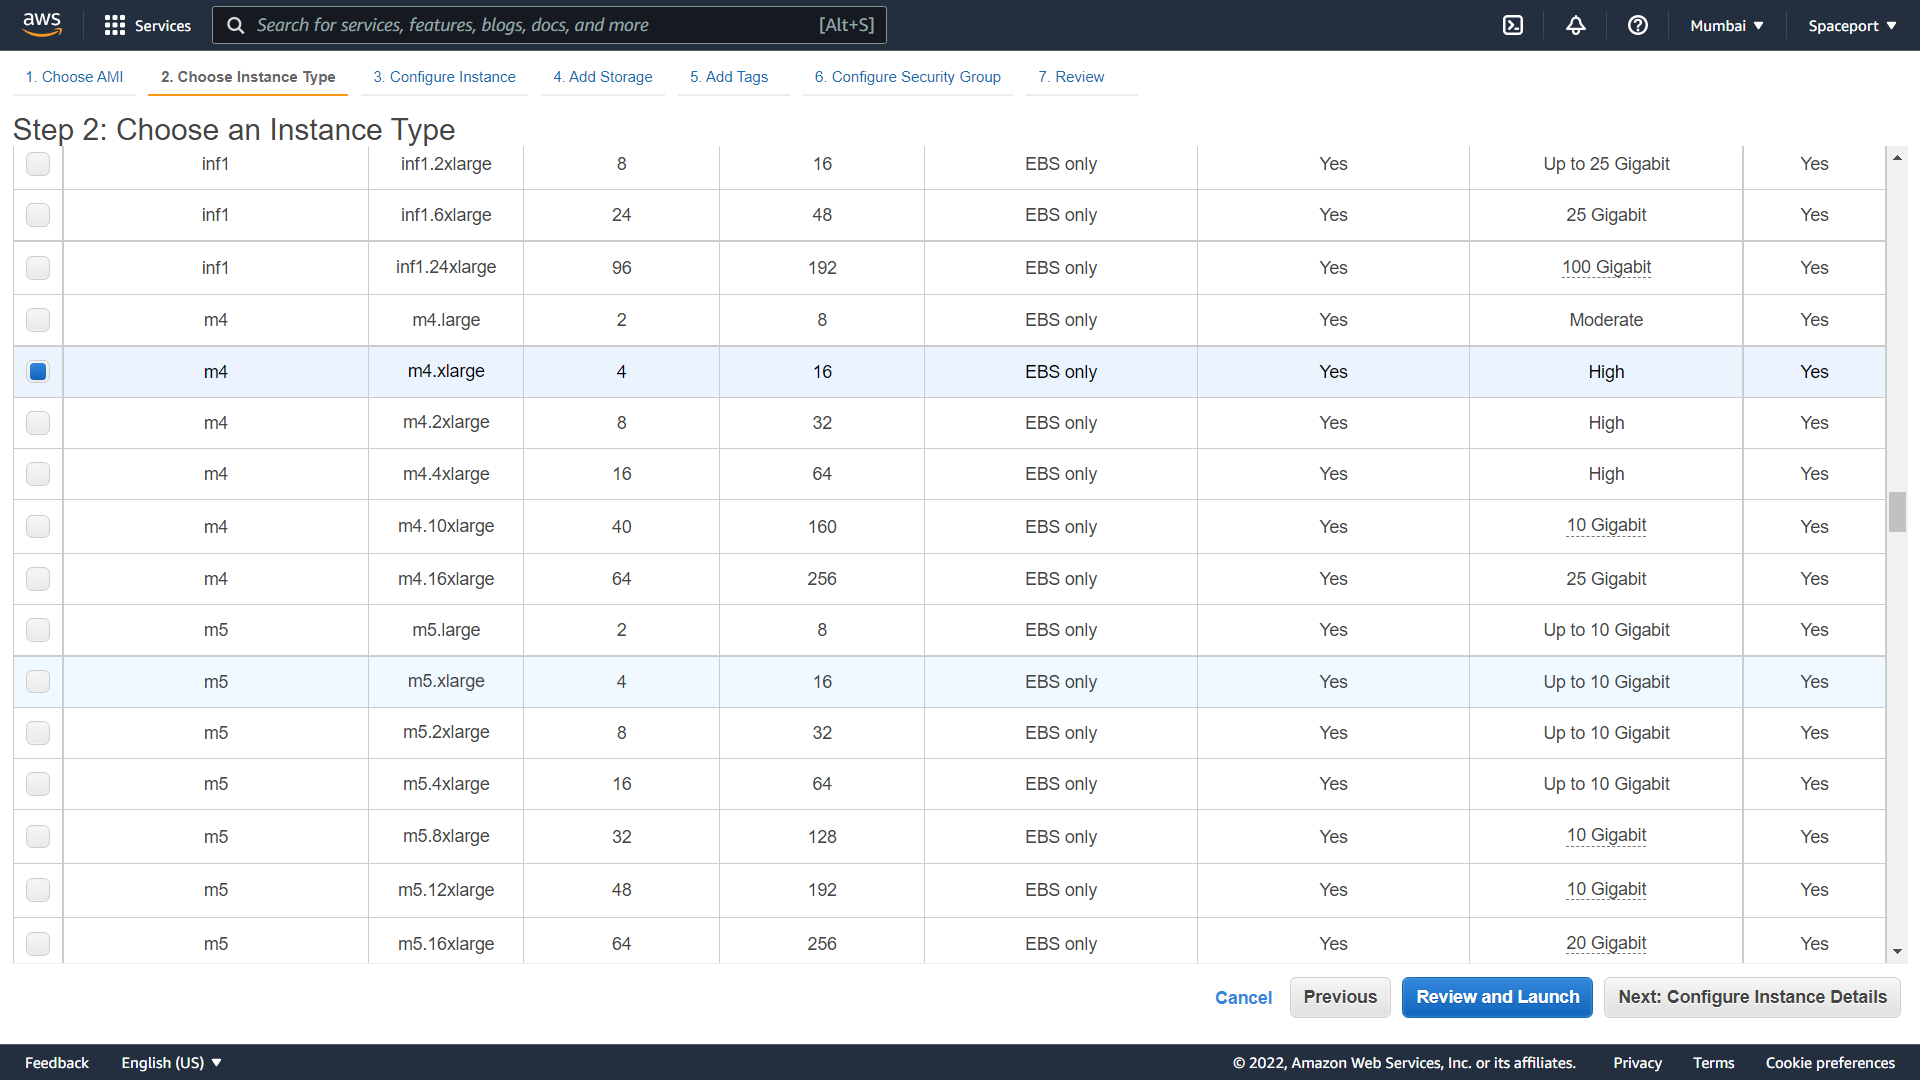 aws Services Search for services, features, blogs, docs, and more [Alt+S] Mumbai Spaceport
1. Choose AMI 2. Choose Instance Type 3. Configure Instance 4. Add Storage 5. Add Tags 6. Configure Security Group 7. Review
Step 2: Choose an Instance Type
inf1 inf1.2xlarge 8 16 EBS only Yes Up to 25 Gigabit Yes
inf1 inf1.6xlarge 24 48 EBS only Yes 25 Gigabit Yes
inf1 inf1.24xlarge 96 192 EBS only Yes 100 Gigabit Yes
m4 m4.large 2 8 EBS only Yes Moderate Yes
m4 m4.xlarge 4 16 EBS only Yes High Yes
m4 m4.2xlarge 8 32 EBS only Yes High Yes
m4 m4.4xlarge 16 64 EBS only Yes High Yes
m4 m4.10xlarge 40 160 EBS only Yes 10 Gigabit Yes
m4 m4.16xlarge 64 256 EBS only Yes 25 Gigabit Yes
m5 m5.large 2 8 EBS only Yes Up to 10 Gigabit Yes
m5 m5.xlarge 4 16 EBS only Yes Up to 10 Gigabit Yes
m5 m5.2xlarge 8 32 EBS only Yes Up to 10 Gigabit Yes
m5 m5.4xlarge 16 64 EBS only Yes Up to 10 Gigabit Yes
m5 m5.8xlarge 32 128 EBS only Yes 10 Gigabit Yes
m5 m5.12xlarge 48 192 EBS only Yes 10 Gigabit Yes
m5 m5.16xlarge 64 256 EBS only Yes 20 Gigabit Yes
Cancel Previous Review and Launch Next: Configure Instance Details
Feedback English (US) © 2022, Amazon Web Services, Inc. or its affiliates. Privacy Terms Cookie preferences